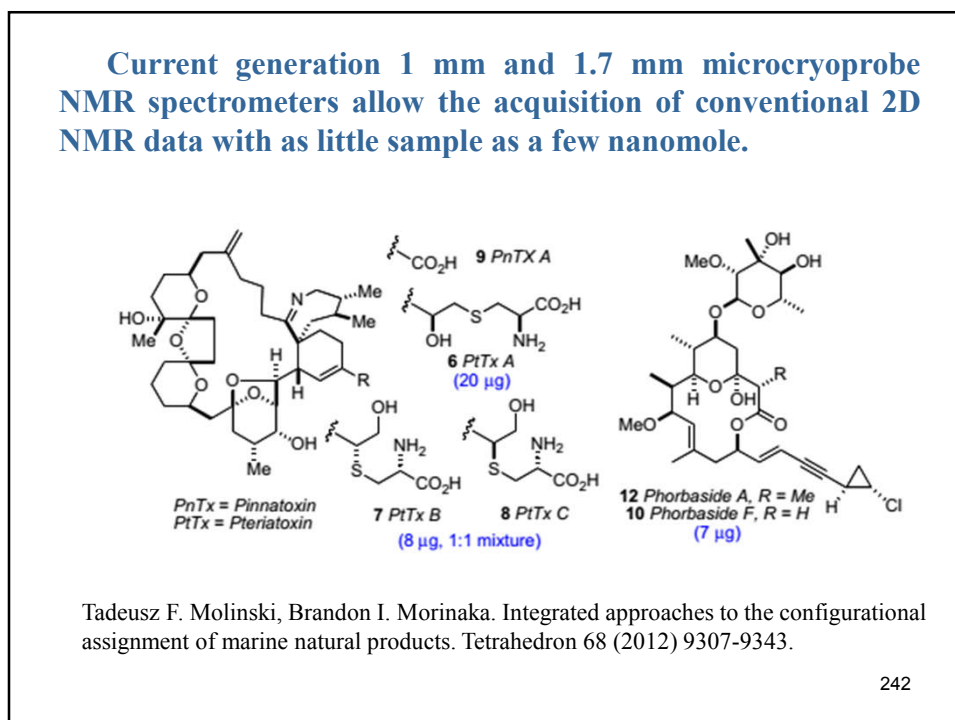 Current generation 1 mm and 1.7 mm microcryoprobe
NMR spectrometers allow the acquisition of conventional 2D
NMR data with as little sample as a few nanomole.
HO
Me
O
O
O
N
Me
Me
H
H
O
O
R
OH
Me
PnTx = Pinnatoxin
PtTx = Pteriatoxin
CO₂H
9 PnTX A
S
CO₂H
OH
NH₂
6 PtTx A
(20 µg)
OH
NH₂
S
CO₂H
7 PtTx B
OH
NH₂
S
CO₂H
8 PtTx C
(8 µg, 1:1 mixture)
OH
MeO
OH
O
O
O
R
H
OH
MeO
O
O
H
Cl
12 Phorbaside A, R = Me
10 Phorbaside F, R = H
(7 µg)
Tadeusz F. Molinski, Brandon I. Morinaka. Integrated approaches to the configurational
assignment of marine natural products. Tetrahedron 68 (2012) 9307-9343.
242